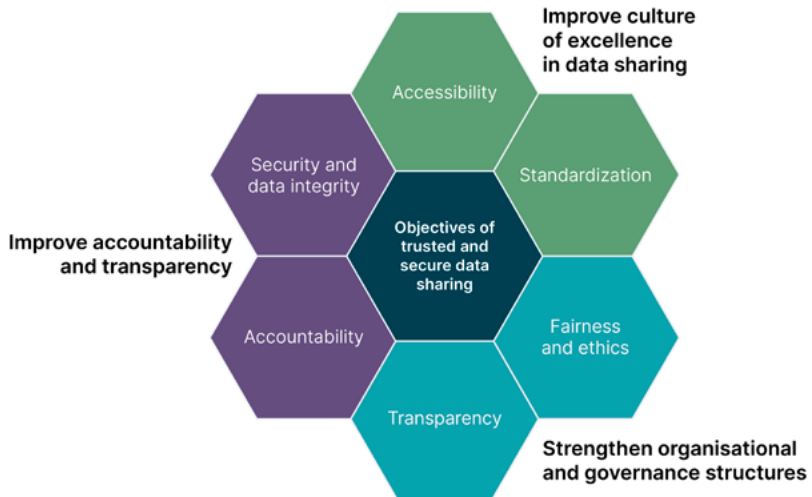 Improve culture
of excellence
in data sharing
Accessibility
Security and
data integrity
Standardization
Objectives of
trusted and
secure data
sharing
Improve accountability
and transparency
Accountability
Fairness
and ethics
Transparency
Strengthen organisational
and governance structures